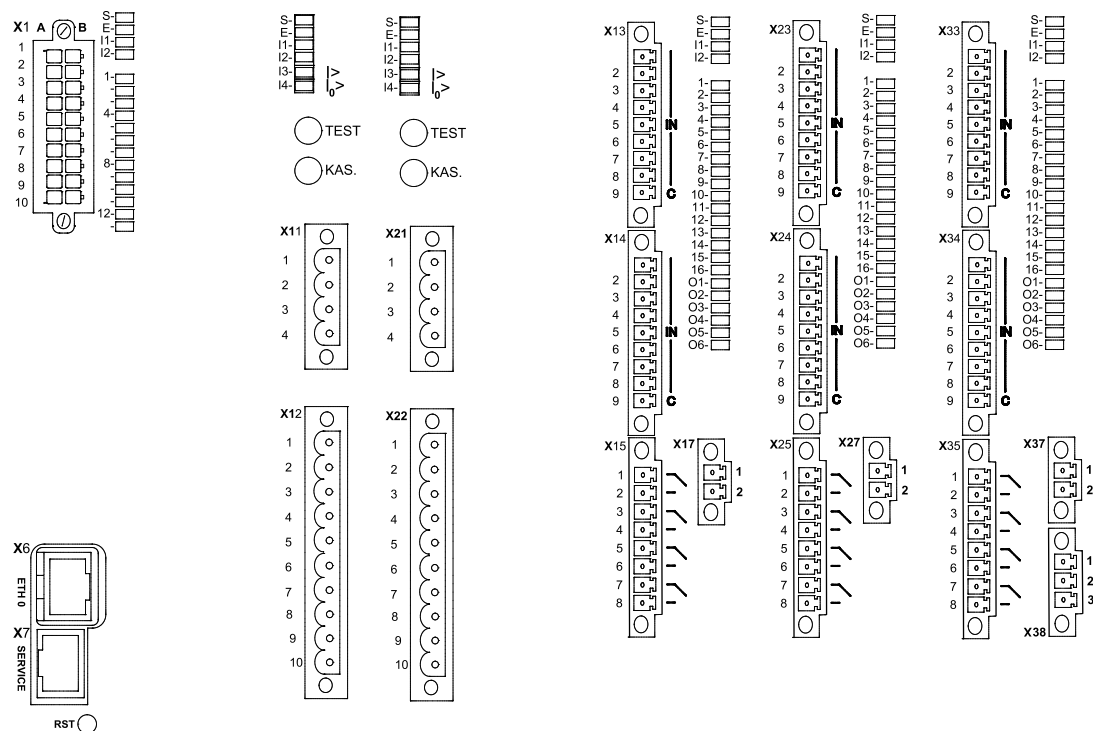 X1 A B
1
2
3
4
5
6
7
8
9
10
S-
E-
I1-
I2-
1-
4-
8-
12-
X6
ETH 0
X7
SERVICE
RST
S-
E-
I1-
I2-
I3- I>
I4- I0>
TEST
KAS.
X11
1
2
3
4
X12
1
2
3
4
5
6
7
8
9
10
S-
E-
I1-
I2-
I3- I>
I4- I0>
TEST
KAS.
X21
1
2
3
4
X22
1
2
3
4
5
6
7
8
9
10
X13
2
3
4
5 IN
6
7
8
9 C
X14
2
3
4
5 IN
6
7
8
9 C
X15
1
2
3
4
5
6
7
8
X17
1
2
S-
E-
I1-
I2-
1-
2-
3-
4-
5-
6-
7-
8-
9-
10-
11-
12-
13-
14-
15-
16-
O1-
O2-
O3-
O4-
O5-
O6-
X23
2
3
4
5 IN
6
7
8
9 C
X24
2
3
4
5 IN
6
7
8
9 C
X25
1
2
3
4
5
6
7
8
X27
1
2
S-
E-
I1-
I2-
1-
2-
3-
4-
5-
6-
7-
8-
9-
10-
11-
12-
13-
14-
15-
16-
O1-
O2-
O3-
O4-
O5-
O6-
X33
2
3
4
5 IN
6
7
8
9 C
X34
2
3
4
5 IN
6
7
8
9 C
X35
1
2
3
4
5
6
7
8
X37
1
2
X38
1
2
3
S-
E-
I1-
I2-
1-
2-
3-
4-
5-
6-
7-
8-
9-
10-
11-
12-
13-
14-
15-
16-
O1-
O2-
O3-
O4-
O5-
O6-